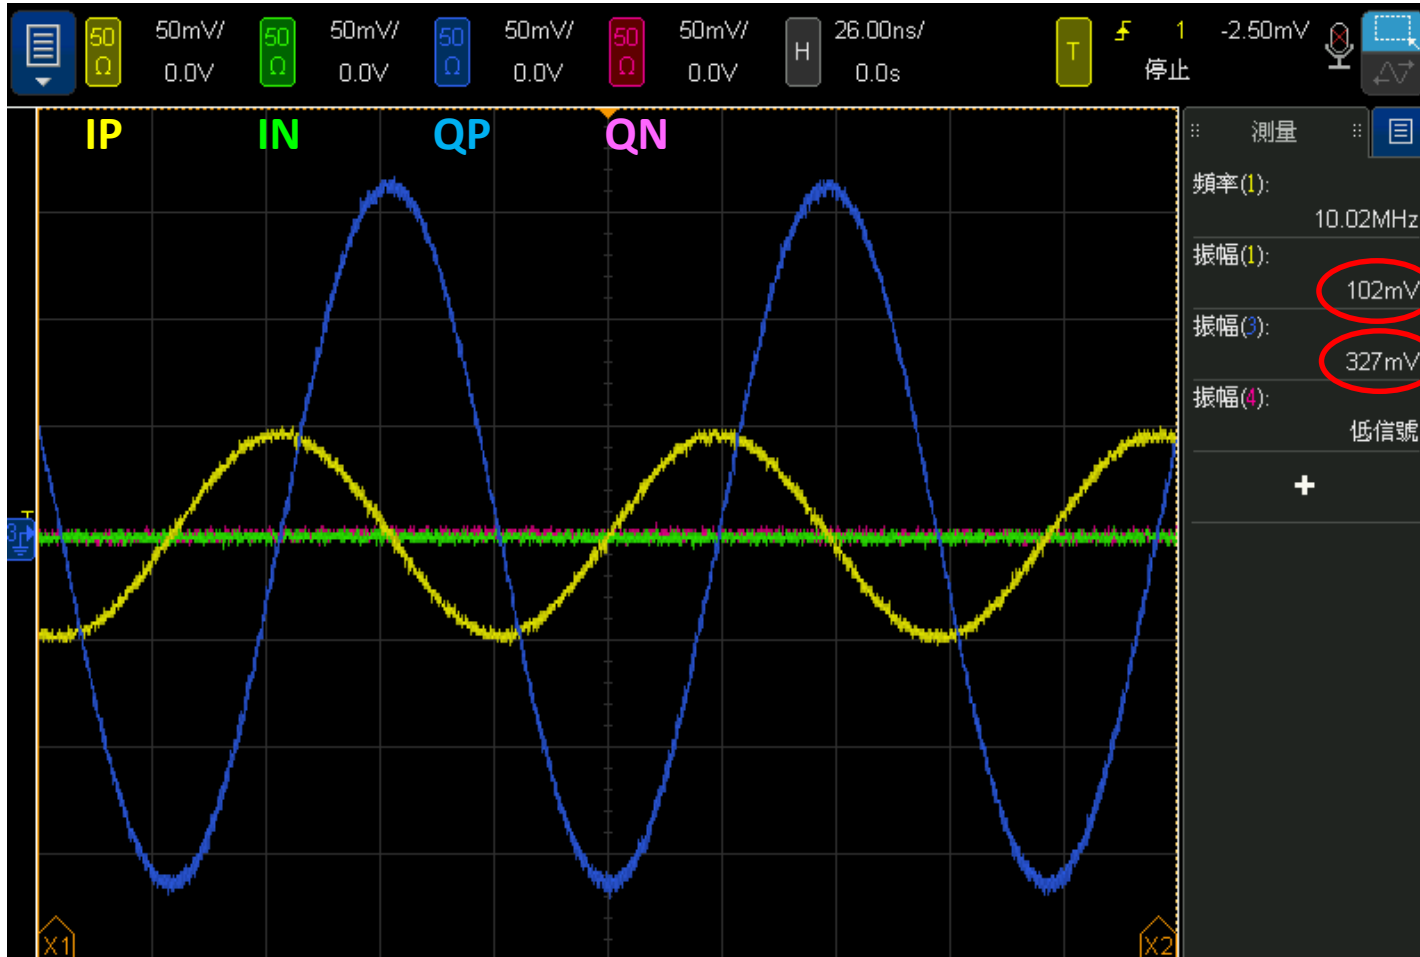 50 Ω 50mV/ 0.0V
50 Ω 50mV/ 0.0V
50 Ω 50mV/ 0.0V
50 Ω 50mV/ 0.0V
H 26.00ns/ 0.0s
T 1 -2.50mV
停止
IP IN QP QN
測量
頻率(1):
10.02MHz
振幅(1):
102mV
振幅(3):
327mV
振幅(4):
低信號
+
T
3
X1 X2